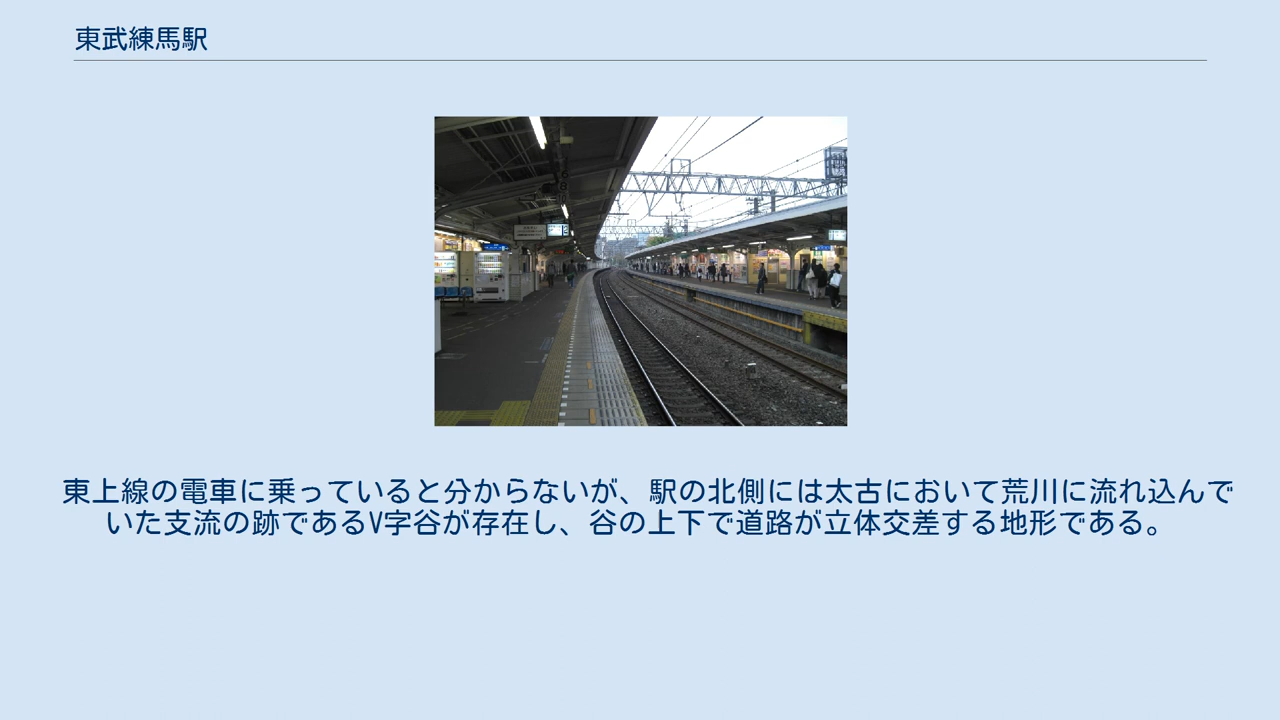 東武練馬駅
東上線の電車に乗っていると分からないが、駅の北側には太古において荒川に流れ込んで
いた支流の跡であるV字谷が存在し、谷の上下で道路が立体交差する地形である。